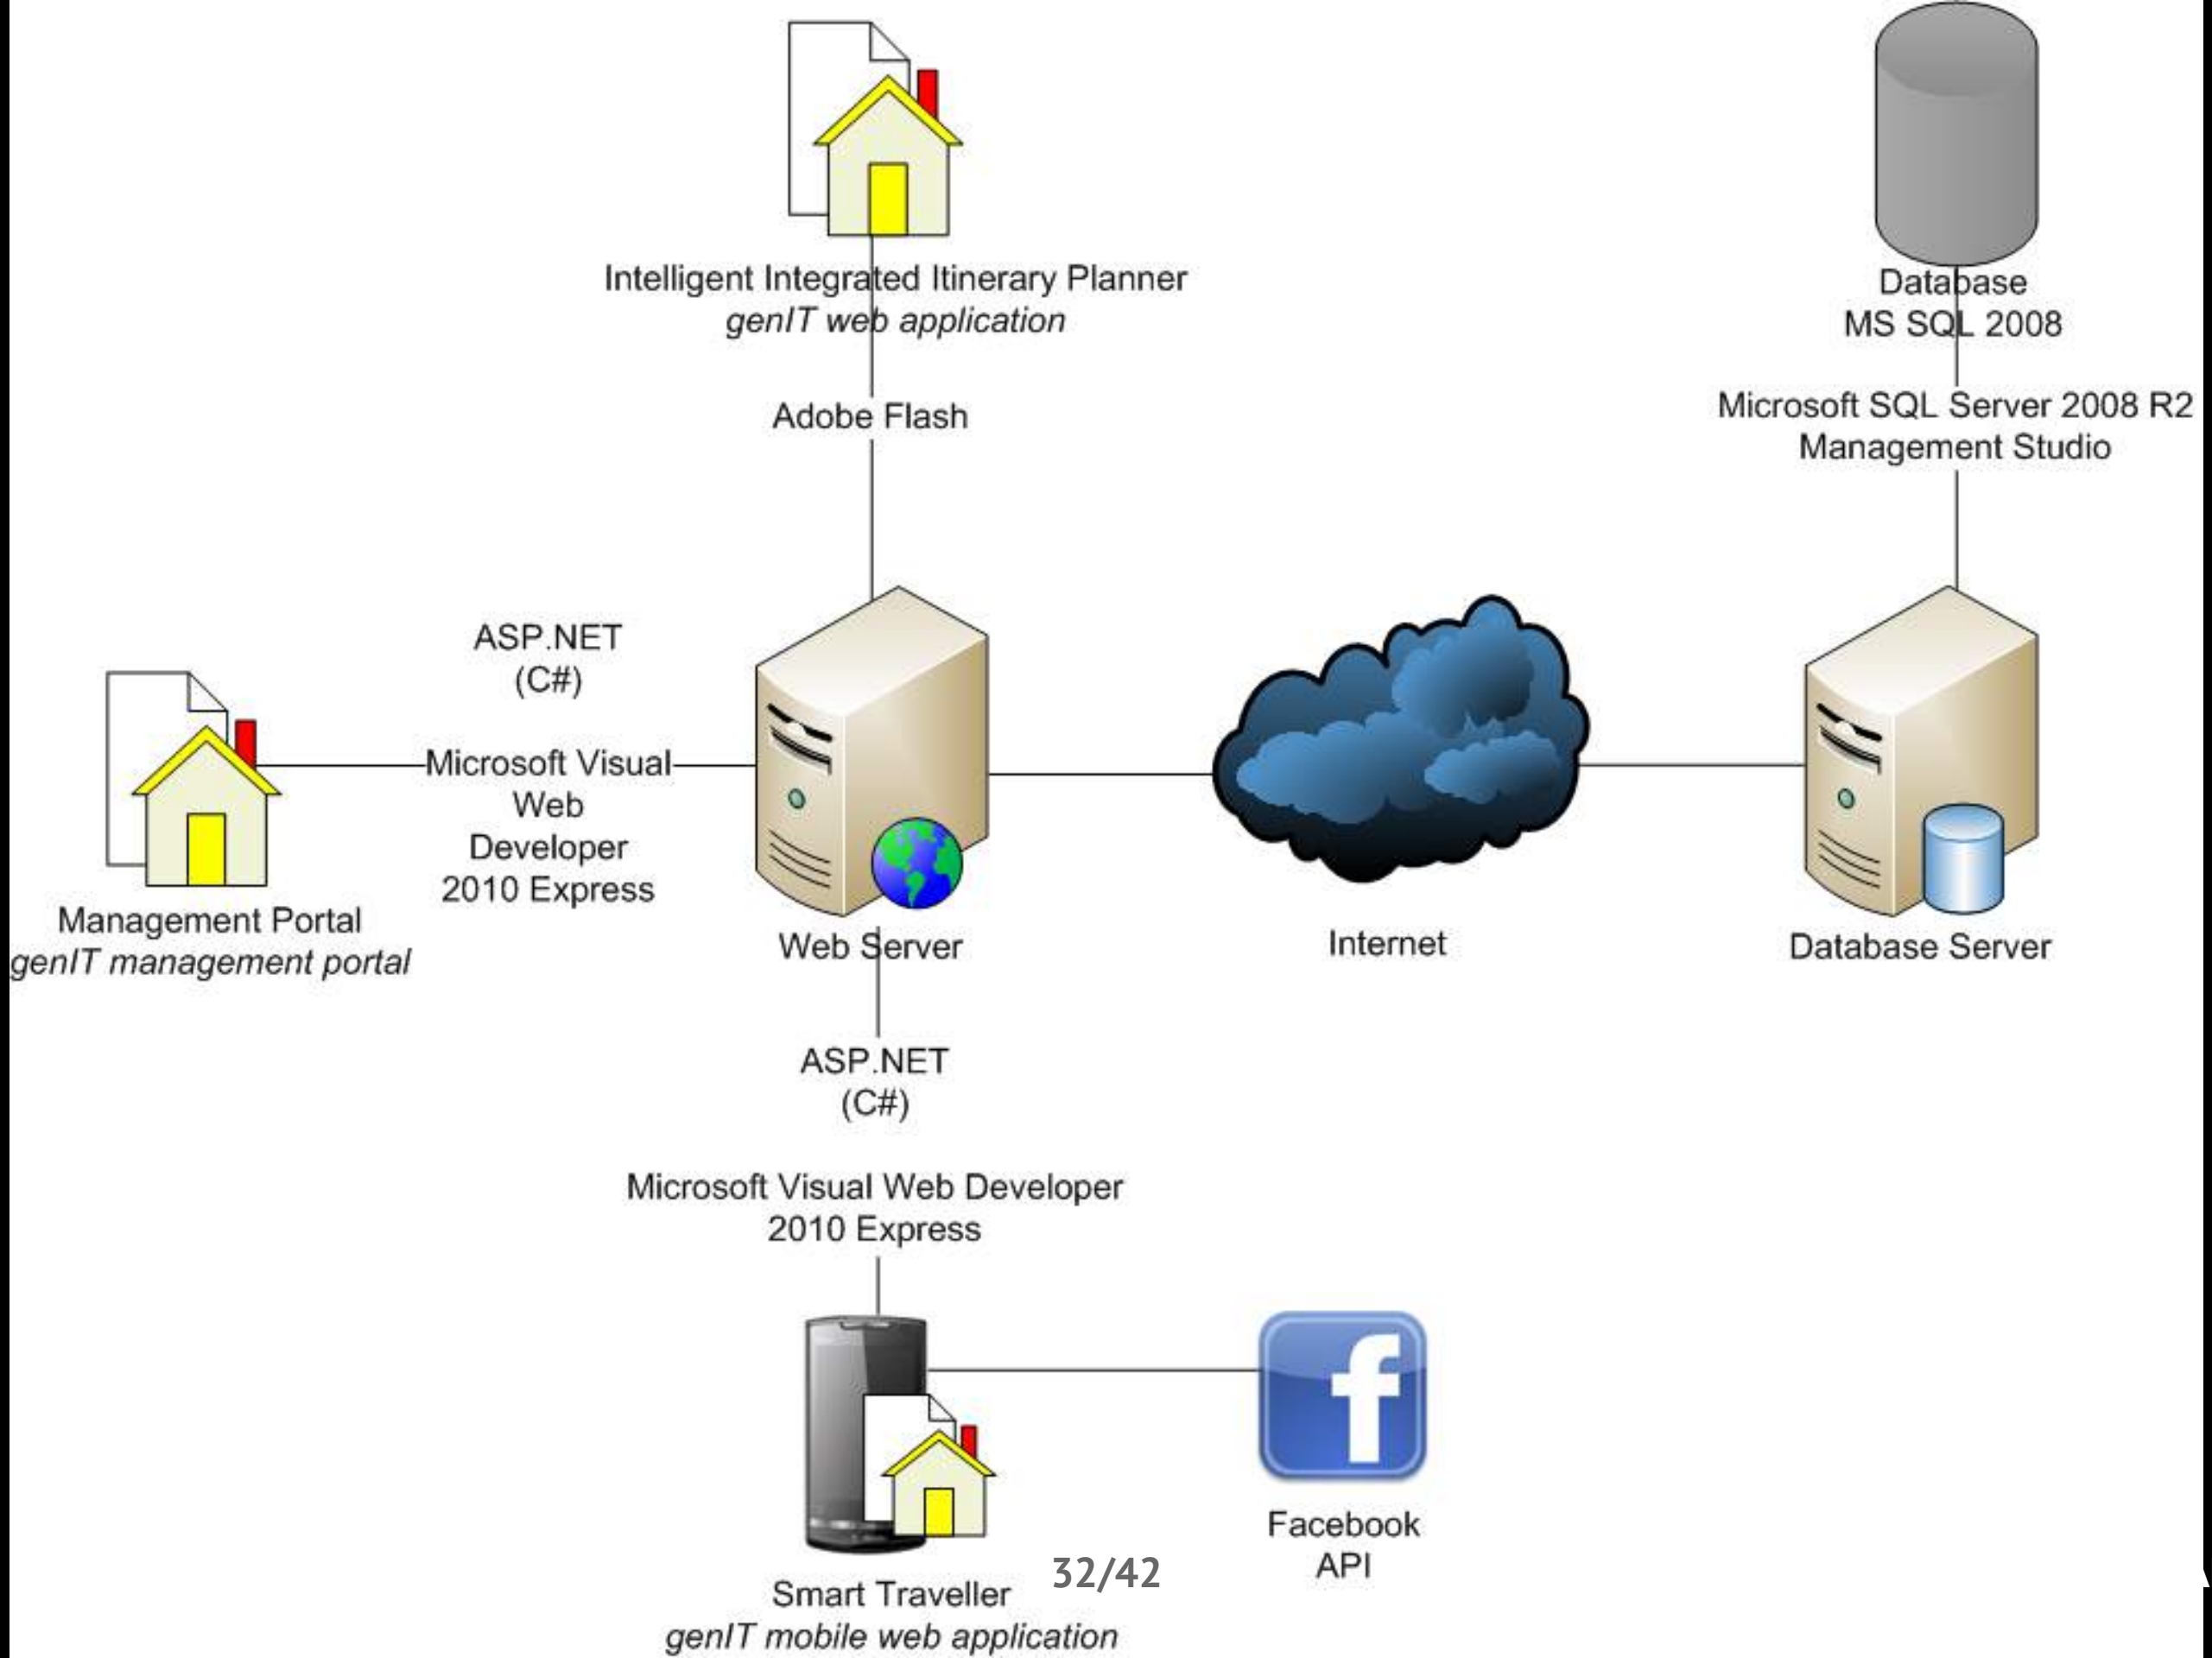 Intelligent Integrated Itinerary Planner
genIT web application
Adobe Flash
Database
MS SQL 2008
Microsoft SQL Server 2008 R2
Management Studio
ASP.NET
(C#)
Microsoft Visual
Web
Developer
2010 Express
Management Portal
genIT management portal
Web Server
Internet
Database Server
ASP.NET
(C#)
Microsoft Visual Web Developer
2010 Express
f
Facebook
API
32/42
Smart Traveller
genIT mobile web application